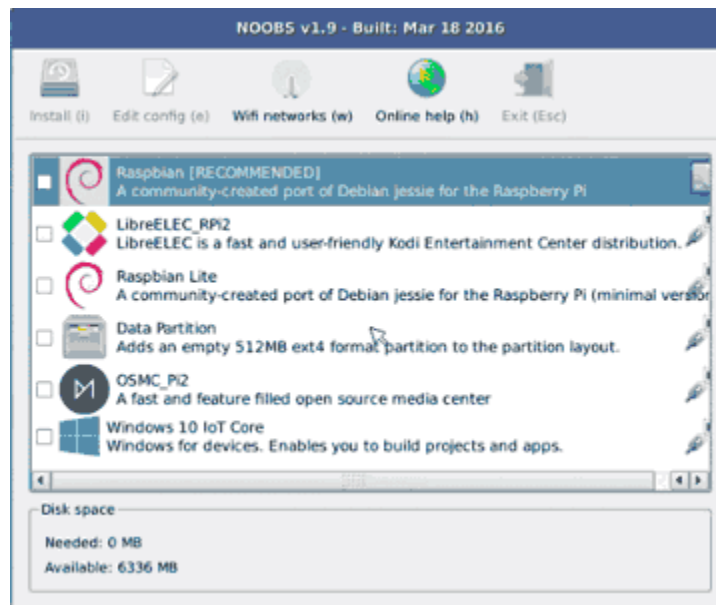 NOOBS v1.9 - Built: Mar 18 2016
Install (i) Edit config (e) Wifi networks (w) Online help (h) Exit (Esc)
Raspbian [RECOMMENDED]
A community-created port of Debian jessie for the Raspberry Pi
LibreELEC_RPi2
LibreELEC is a fast and user-friendly Kodi Entertainment Center distribution.
Raspbian Lite
A community-created port of Debian jessie for the Raspberry Pi (minimal version
Data Partition
Adds an empty 512MB ext4 format partition to the partition layout.
OSMC_Pi2
A fast and feature filled open source media center
Windows 10 IoT Core
Windows for devices. Enables you to build projects and apps.
Disk space
Needed: 0 MB
Available: 6336 MB